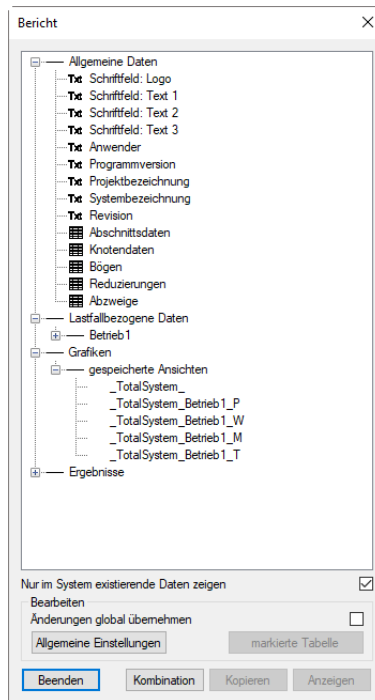 Bericht
Allgemeine Daten
Txt Schriftfeld: Logo
Txt Schriftfeld: Text 1
Txt Schriftfeld: Text 2
Txt Schriftfeld: Text 3
Txt Anwender
Txt Programmversion
Txt Projektbezeichnung
Txt Systembezeichnung
Txt Revision
Abschnittsdaten
Knotendaten
Bögen
Reduzierungen
Abzweige
Lastfallbezogene Daten
Betrieb1
Grafiken
gespeicherte Ansichten
_TotalSystem_
_TotalSystem_Betrieb1_P
_TotalSystem_Betrieb1_W
_TotalSystem_Betrieb1_M
_TotalSystem_Betrieb1_T
Ergebnisse
Nur im System existierende Daten zeigen
Bearbeiten
Änderungen global übernehmen
Allgemeine Einstellungen markierte Tabelle
Beenden Kombination Kopieren Anzeigen